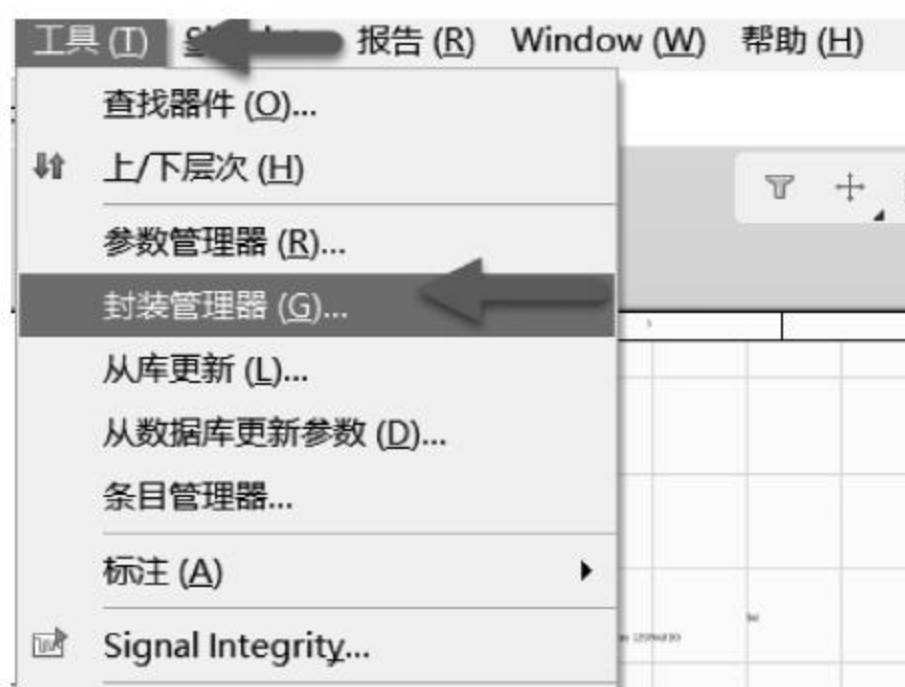 工具 (T) 报告 (R) Window (W) 帮助 (H)
查找器件 (O)...
上/下层次 (H)
参数管理器 (R)...
封装管理器 (G)...
从库更新 (L)...
从数据库更新参数 (D)...
条目管理器...
标注 (A)
Signal Integrity...